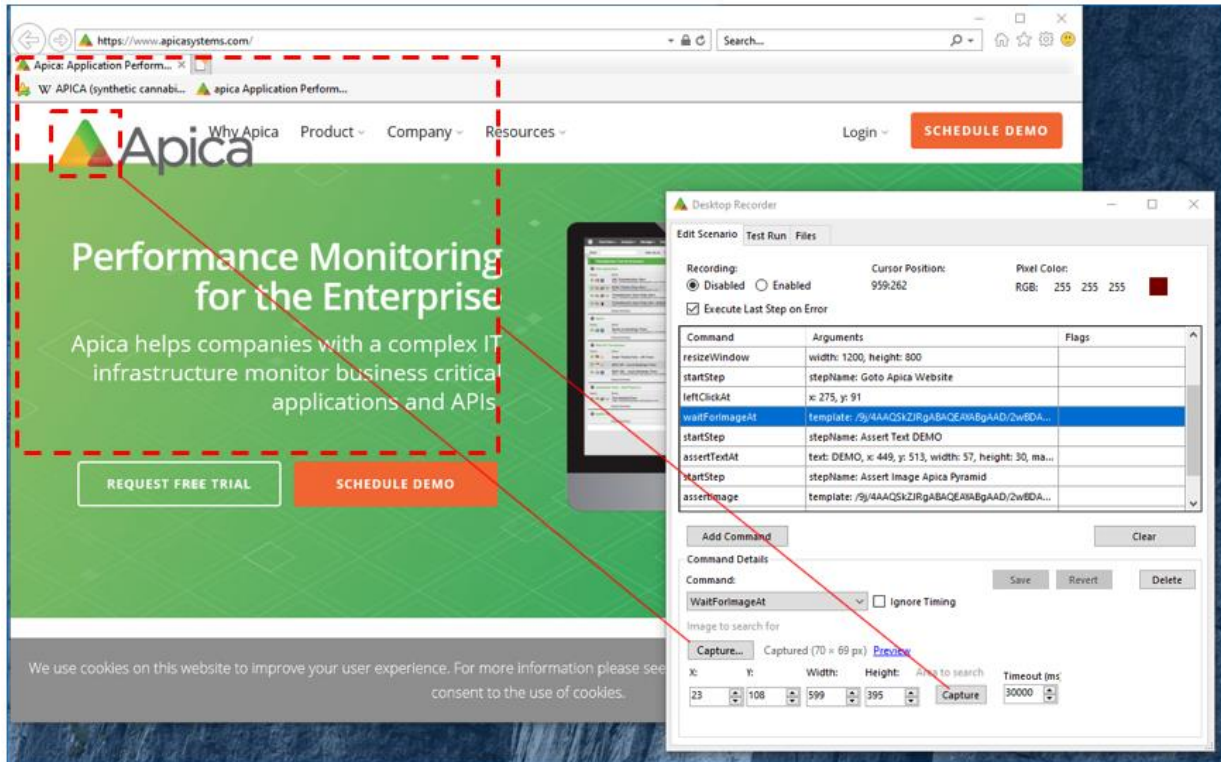 https://www.apicasystems.com/
Search...
Apica: Application Perform...
APICA (synthetic cannabi...
apica Application Perform...
Apica
Why Apica
Product
Company
Resources
Login
SCHEDULE DEMO
Performance Monitoring
for the Enterprise
Apica helps companies with a complex IT
infrastructure monitor business critical
applications and APIs
REQUEST FREE TRIAL
SCHEDULE DEMO
We use cookies on this website to improve your user experience. For more information please see
consent to the use of cookies.
Desktop Recorder
Edit Scenario
Test Run
Files
Recording:
Cursor Position:
Pixel Color:
Disabled
Enabled
959:262
RGB: 255 255 255
Execute Last Step on Error
Command Arguments Flags
resizeWindow width: 1200, height: 800
startStep stepName: Goto Apica Website
leftClickAt x: 275, y: 91
waitForImageAt template: /9j/4AAQSkZJRgABAQEAYABgAAD/2wBDA...
startStep stepName: Assert Text DEMO
assertTextAt text: DEMO, x: 449, y: 513, width: 57, height: 30, ma...
startStep stepName: Assert Image Apica Pyramid
assertImage template: /9j/4AAQSkZJRgABAQEAYABgAAD/2wBDA...
Add Command
Clear
Command Details
Command:
Save
Revert
Delete
WaitForImageAt
Ignore Timing
Image to search for
Capture...
Captured (70 × 69 px)
Preview
X: Y: Width: Height: Area to search Timeout (ms
23 108 599 395 Capture 30000